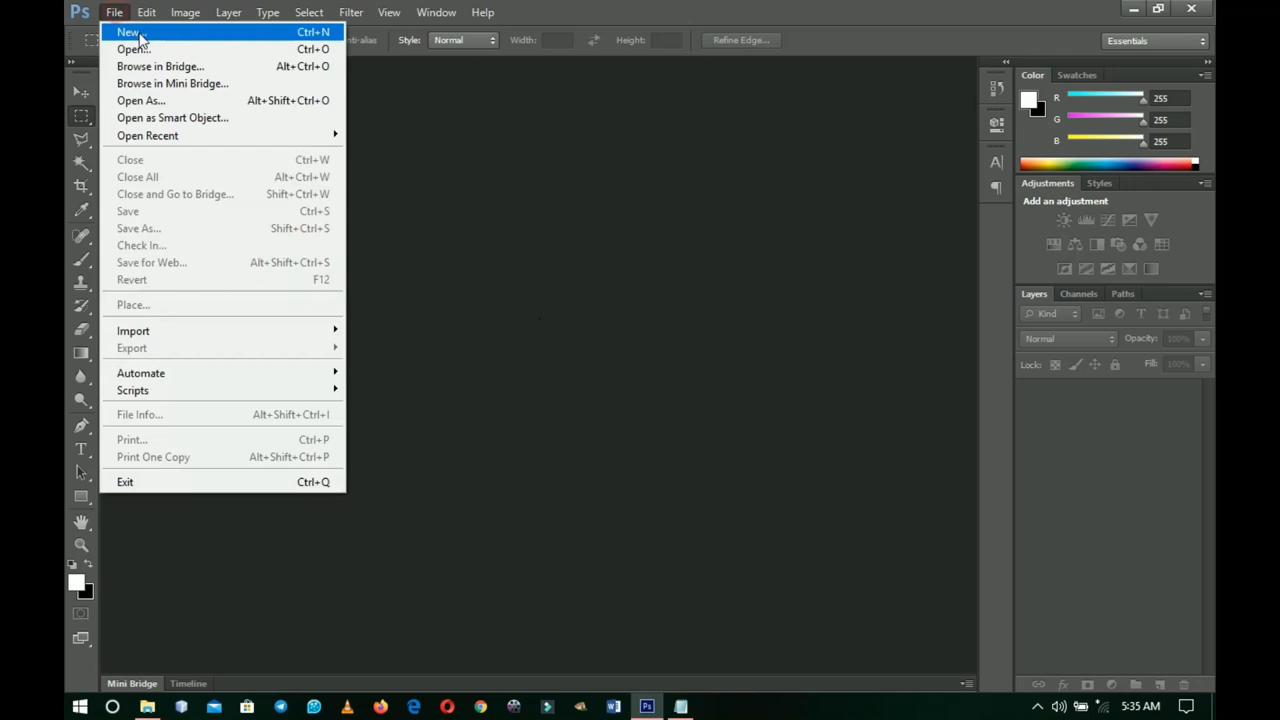 Ps File Edit Image Layer Type Select Filter View Window Help
Style: Normal Width: Height: Refine Edge... Essentials
New... Ctrl+N
Open... Ctrl+O
Browse in Bridge... Alt+Ctrl+O
Browse in Mini Bridge...
Open As... Alt+Shift+Ctrl+O
Open as Smart Object...
Open Recent
Close Ctrl+W
Close All Alt+Ctrl+W
Close and Go to Bridge... Shift+Ctrl+W
Save Ctrl+S
Save As... Shift+Ctrl+S
Check In...
Save for Web... Alt+Shift+Ctrl+S
Revert F12
Place...
Import
Export
Automate
Scripts
File Info... Alt+Shift+Ctrl+I
Print... Ctrl+P
Print One Copy Alt+Shift+Ctrl+P
Exit Ctrl+Q
Color Swatches
R 255
G 255
B 255
Adjustments Styles
Add an adjustment
Layers Channels Paths
Kind
Normal Opacity: 100%
Lock: Fill: 100%
Mini Bridge Timeline
5:35 AM